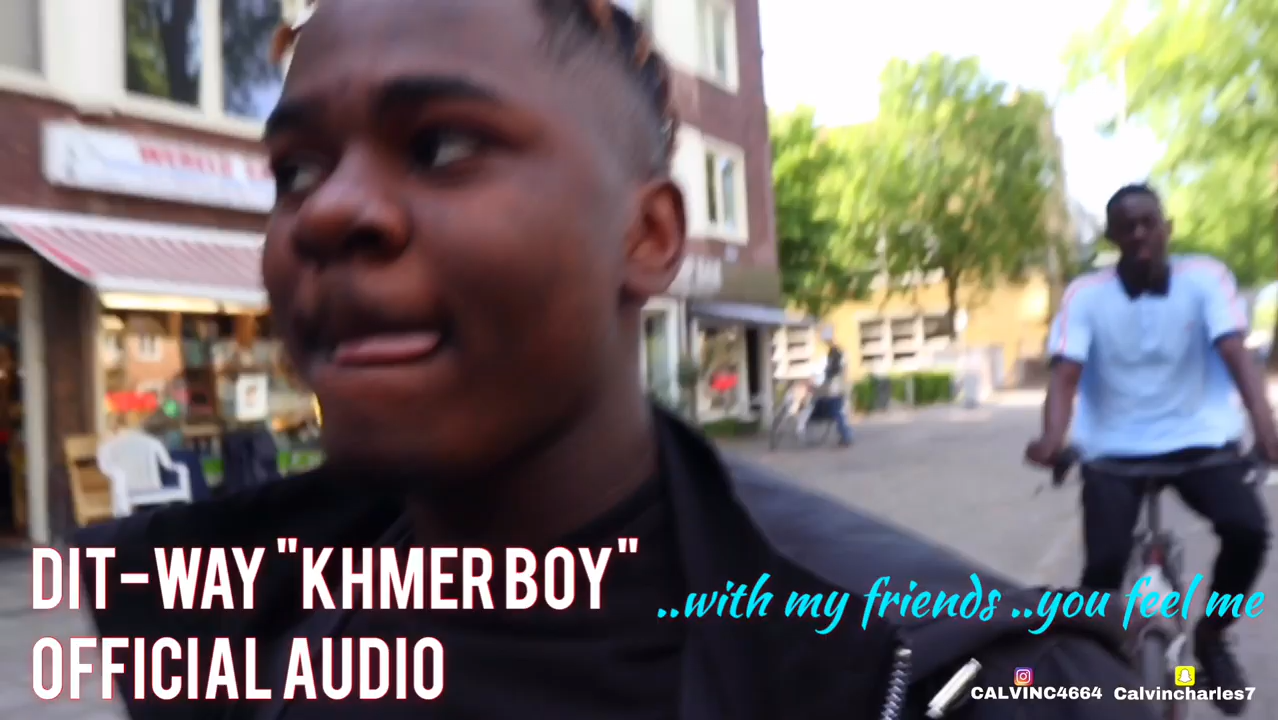 DIT-WAY "KHMER BOY"
OFFICIAL AUDIO
..with my friends ..you feel me
CALVINC4664 Calvincharles7